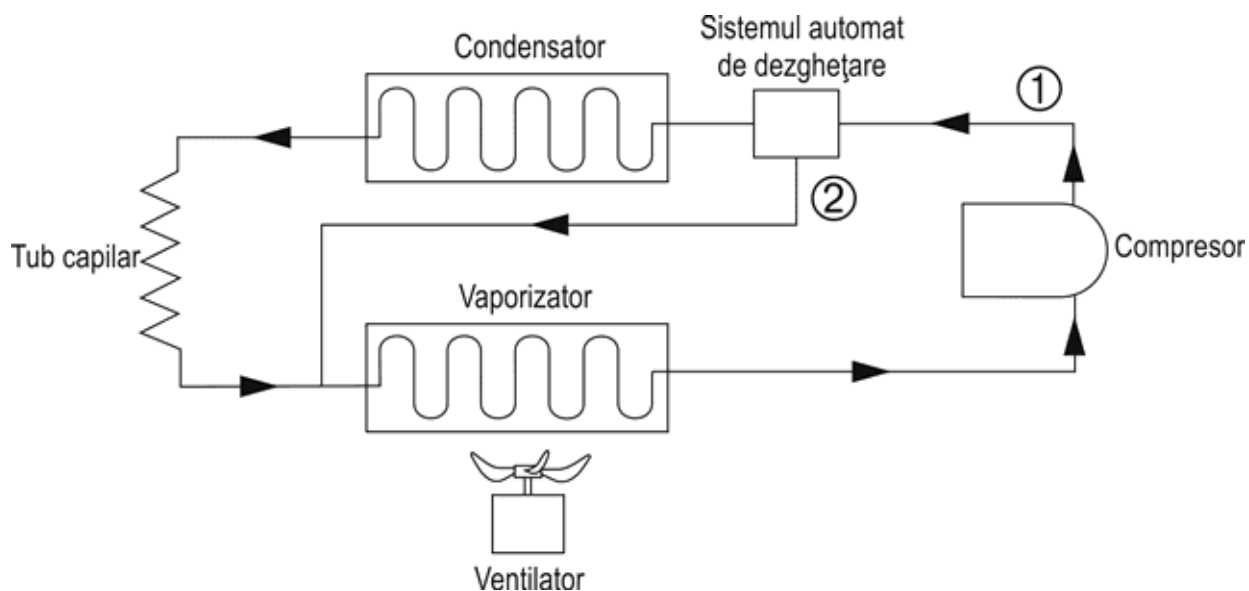 Sistemul automat
de dezgheţare
Condensator
①
②
Tub capilar
Compresor
Vaporizator
Ventilator